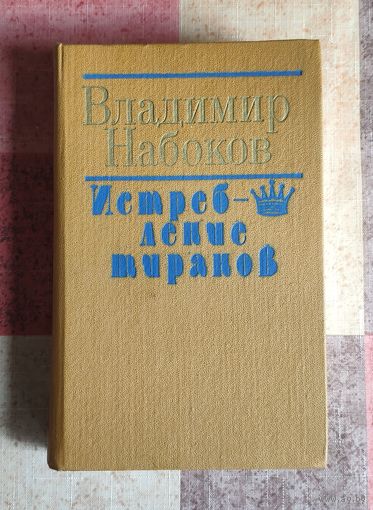 Владимир
Набоков
Истреб-
ление
тиранов